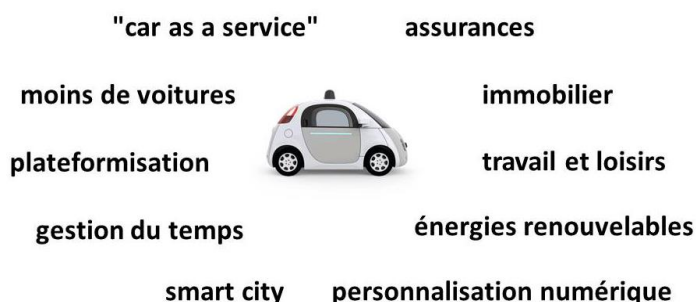 "car as a service"
assurances
moins de voitures
immobilier
plateformisation
travail et loisirs
gestion du temps
énergies renouvelables
smart city
personnalisation numérique